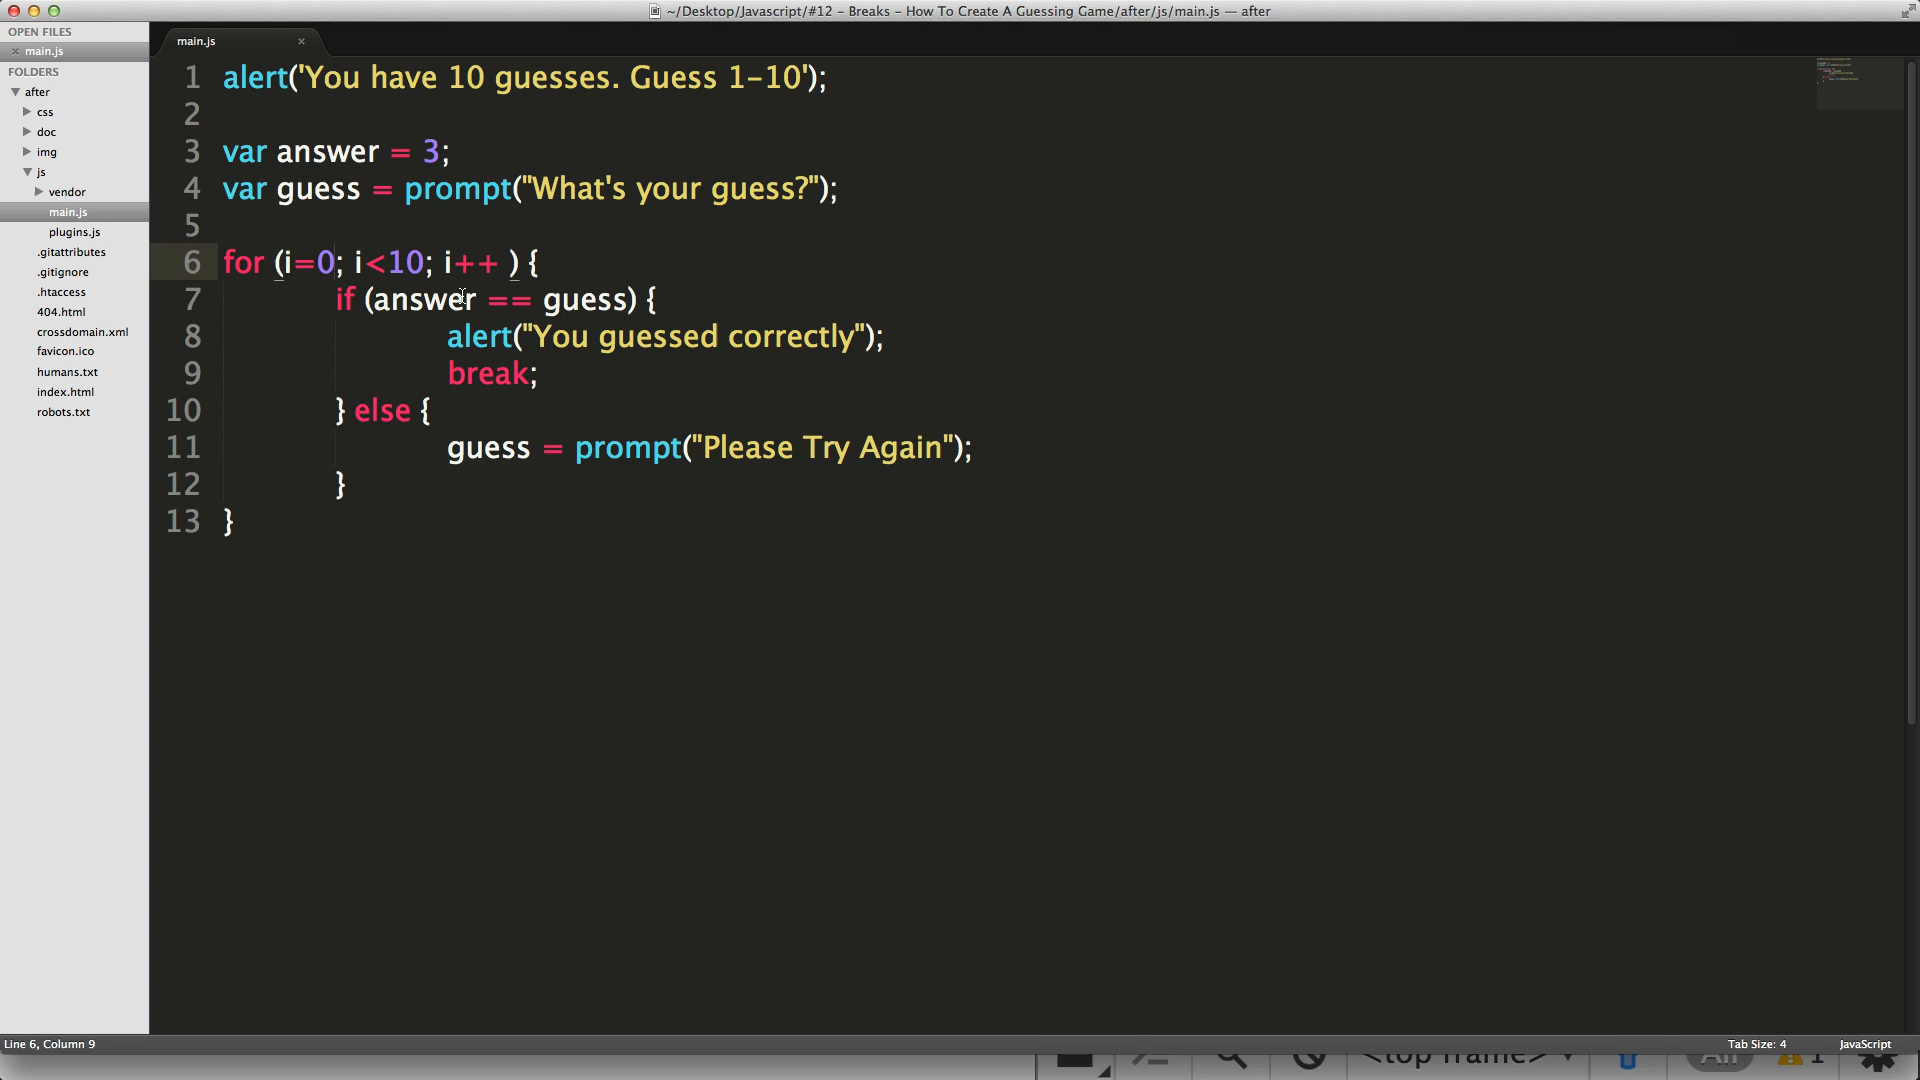 ~/Desktop/Javascript/#12 - Breaks - How To Create A Guessing Game/after/js/main.js — after
OPEN FILES
× main.js
FOLDERS
after
css
doc
img
js
vendor
main.js
plugins.js
.gitattributes
.gitignore
.htaccess
404.html
crossdomain.xml
favicon.ico
humans.txt
index.html
robots.txt
main.js ×
1 alert('You have 10 guesses. Guess 1-10');
2
3 var answer = 3;
4 var guess = prompt("What's your guess?");
5
6 for (i=0; i<10; i++ ) {
7 if (answer == guess) {
8 alert("You guessed correctly");
9 break;
10 } else {
11 guess = prompt("Please Try Again");
12 }
13 }
Line 6, Column 9
Tab Size: 4
JavaScript
<top frame>
All
1